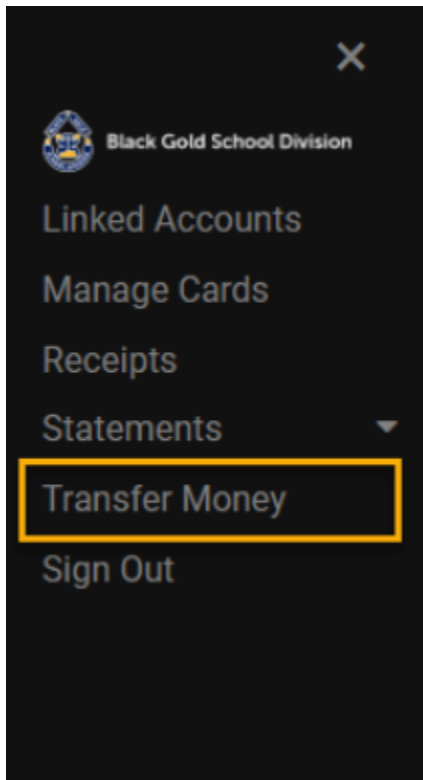 Black Gold School Division
Linked Accounts
Manage Cards
Receipts
Statements
Transfer Money
Sign Out